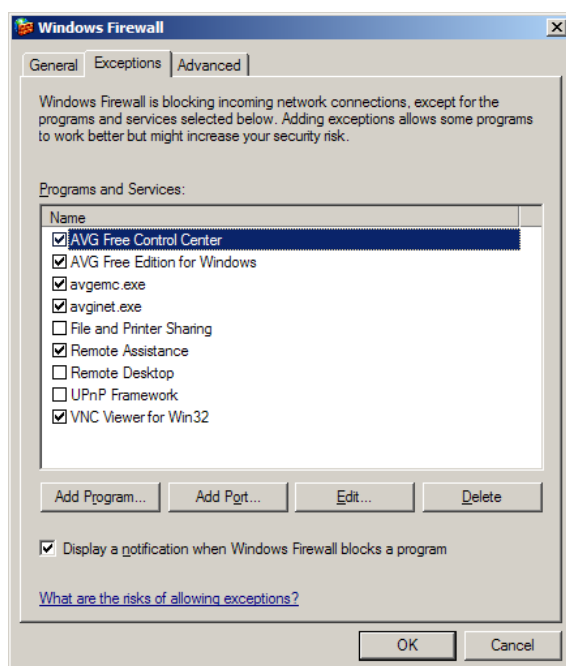 Windows Firewall
General Exceptions Advanced
Windows Firewall is blocking incoming network connections, except for the
programs and services selected below. Adding exceptions allows some programs
to work better but might increase your security risk.
Programs and Services:
Name
AVG Free Control Center
AVG Free Edition for Windows
avgemc.exe
avginet.exe
File and Printer Sharing
Remote Assistance
Remote Desktop
UPnP Framework
VNC Viewer for Win32
Add Program... Add Port... Edit... Delete
Display a notification when Windows Firewall blocks a program
What are the risks of allowing exceptions?
OK Cancel